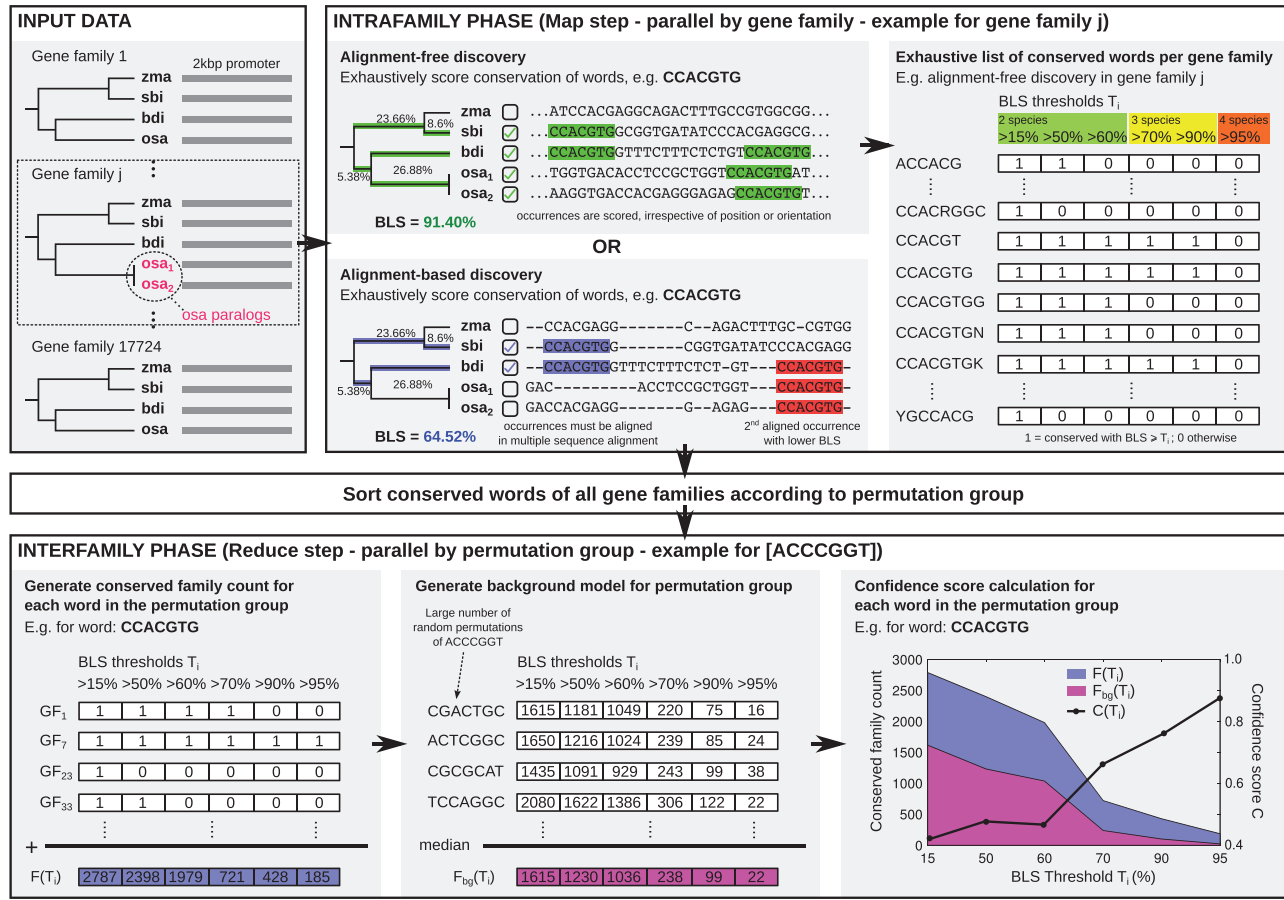 INPUT DATA
Gene family 1
2kbp promoter
zma
sbi
bdi
osa
Gene family j
zma
sbi
bdi
osa1
osa2
osa paralogs
Gene family 17724
zma
sbi
bdi
osa
INTRAFAMILY PHASE (Map step - parallel by gene family - example for gene family j)
Alignment-free discovery
Exhaustively score conservation of words, e.g. CCACGTG
23.66%
8.6%
5.38%
26.88%
zma ...ATCCACGAGGCAGACTTTGCCGTGGCGG...
sbi ...CCACGTGGCGGTGATATCCCACGAGGCG...
bdi ...CCACGTGGTTTCTTTCTCTGTCCACGTG...
osa1 ...TGGTGACACCTCCGCTGGTCCACGTGAT...
osa2 ...AAGGTGACCACGAGGGAGAGCCACGTGT...
BLS = 91.40%
occurrences are scored, irrespective of position or orientation
OR
Alignment-based discovery
Exhaustively score conservation of words, e.g. CCACGTG
23.66%
8.6%
5.38%
26.88%
zma --CCACGAGG-------C--AGACTTTGC-CGTGG
sbi --CCACGTGG-------CGGTGATATCCCACGAGG
bdi --CCACGTGGTTTCTTTCTCT-GT---CCACGTG-
osa1 GAC---------ACCTCCGCTGGT---CCACGTG-
osa2 GACCACGAGG-------G--AGAG---CCACGTG-
BLS = 64.52%
occurrences must be aligned
in multiple sequence alignment
2nd aligned occurrence
with lower BLS
Exhaustive list of conserved words per gene family
E.g. alignment-free discovery in gene family j
BLS thresholds Ti
2 species 3 species 4 species
>15% >50% >60% >70% >90% >95%
ACCACG 1 1 0 0 0 0
CCACRGGC 1 0 0 0 0 0
CCACGT 1 1 1 1 1 0
CCACGTG 1 1 1 1 1 0
CCACGTGG 1 1 1 0 0 0
CCACGTGN 1 1 1 0 0 0
CCACGTGK 1 1 1 1 1 0
YGCCACG 1 0 0 0 0 0
1 = conserved with BLS ⩾ Ti ; 0 otherwise
Sort conserved words of all gene families according to permutation group
INTERFAMILY PHASE (Reduce step - parallel by permutation group - example for [ACCCGGT])
Generate conserved family count for
each word in the permutation group
E.g. for word: CCACGTG
BLS thresholds Ti
>15% >50% >60% >70% >90% >95%
GF1 1 1 1 1 0 0
GF7 1 1 1 1 1 1
GF23 1 0 0 0 0 0
GF33 1 1 0 0 0 0
+
F(Ti) 2787 2398 1979 721 428 185
Generate background model for permutation group
Large number of
random permutations
of ACCCGGT
BLS thresholds Ti
>15% >50% >60% >70% >90% >95%
CGACTGC 1615 1181 1049 220 75 16
ACTCGGC 1650 1216 1024 239 85 24
CGCGCAT 1435 1091 929 243 99 38
TCCAGGC 2080 1622 1386 306 122 22
median
Fbg(Ti) 1615 1230 1036 238 99 22
Confidence score calculation for
each word in the permutation group
E.g. for word: CCACGTG
Conserved family count
3000
2500
2000
1500
1000
500
0
F(Ti)
Fbg(Ti)
C(Ti)
1.0
0.8
0.6
0.4
Confidence score C
15 50 60 70 90 95
BLS Threshold Ti (%)